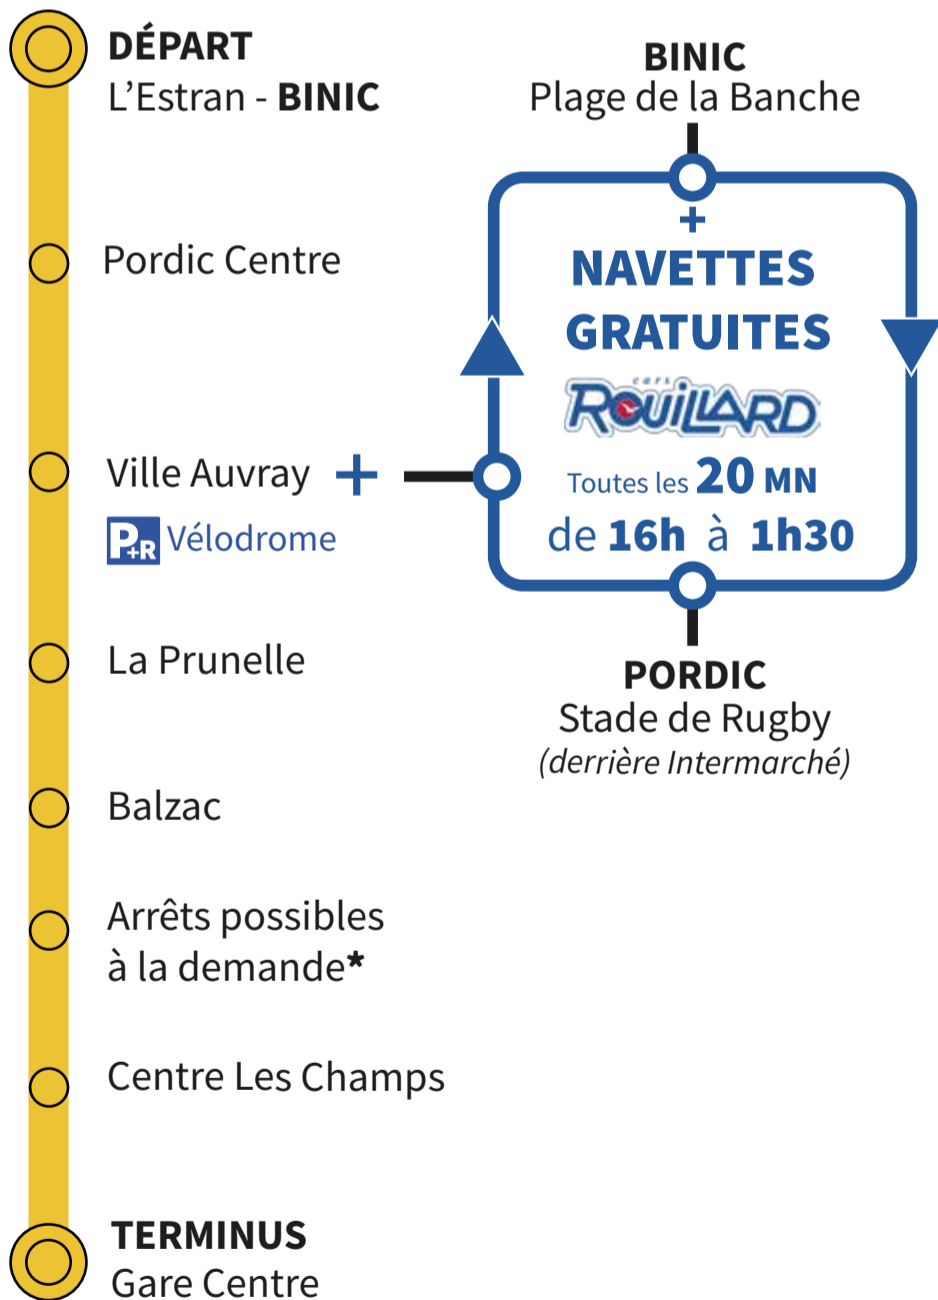 DÉPART
L'Estran - BINIC
Pordic Centre
Ville Auvray +
P+R Vélodrome
La Prunelle
Balzac
Arrêts possibles
à la demande*
Centre Les Champs
TERMINUS
Gare Centre
BINIC
Plage de la Banche
+
NAVETTES
GRATUITES
cars
ROUILLARD
Toutes les 20 MN
de 16h à 1h30
PORDIC
Stade de Rugby
(derrière Intermarché)